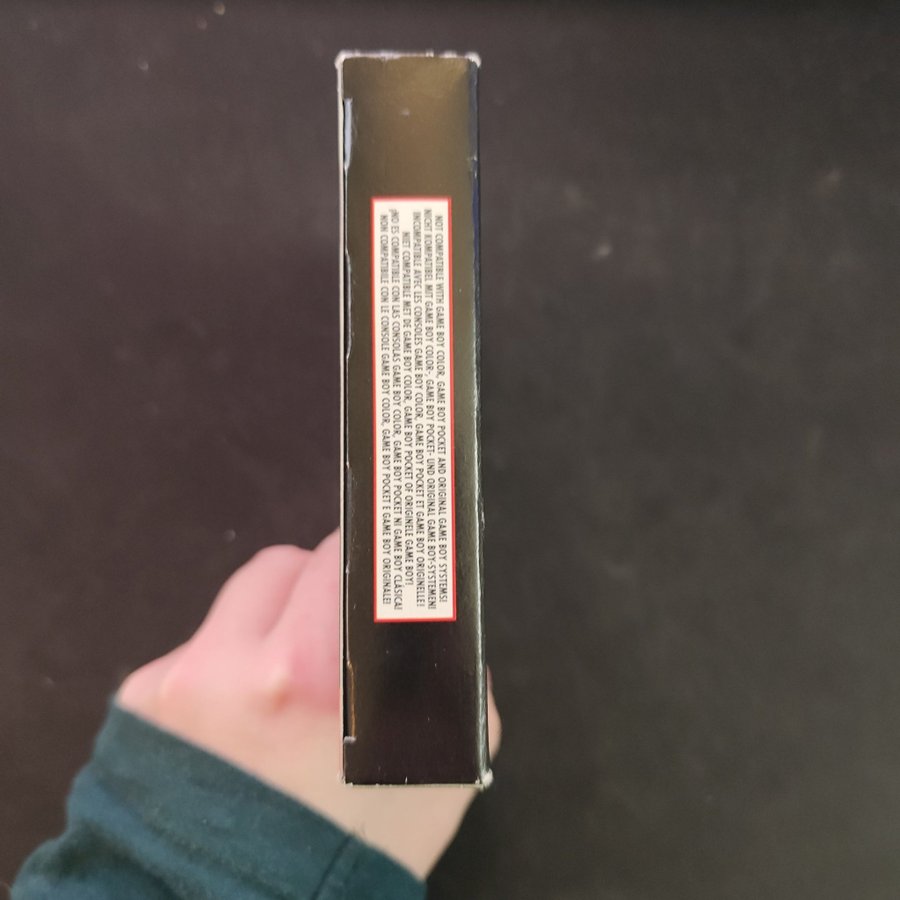 NOT COMPATIBLE WITH GAME BOY COLOR, GAME BOY POCKET AND ORIGINAL GAME BOY SYSTEMS!
NICHT KOMPATIBEL MIT GAME BOY COLOR-, GAME BOY POCKET- UND ORIGINAL GAME BOY-SYSTEMEN!
INCOMPATIBLE AVEC LES CONSOLES GAME BOY COLOR, GAME BOY POCKET ET GAME BOY ORIGINELLE!
NIET COMPATIBLE MET DE GAME BOY COLOR, GAME BOY POCKET OF ORIGINELE GAME BOY!
¡NO ES COMPATIBLE CON LAS CONSOLAS GAME BOY COLOR, GAME BOY POCKET NI GAME BOY CLÁSICA!
NON COMPATIBILE CON LE CONSOLE GAME BOY COLOR, GAME BOY POCKET E GAME BOY ORIGINALE!